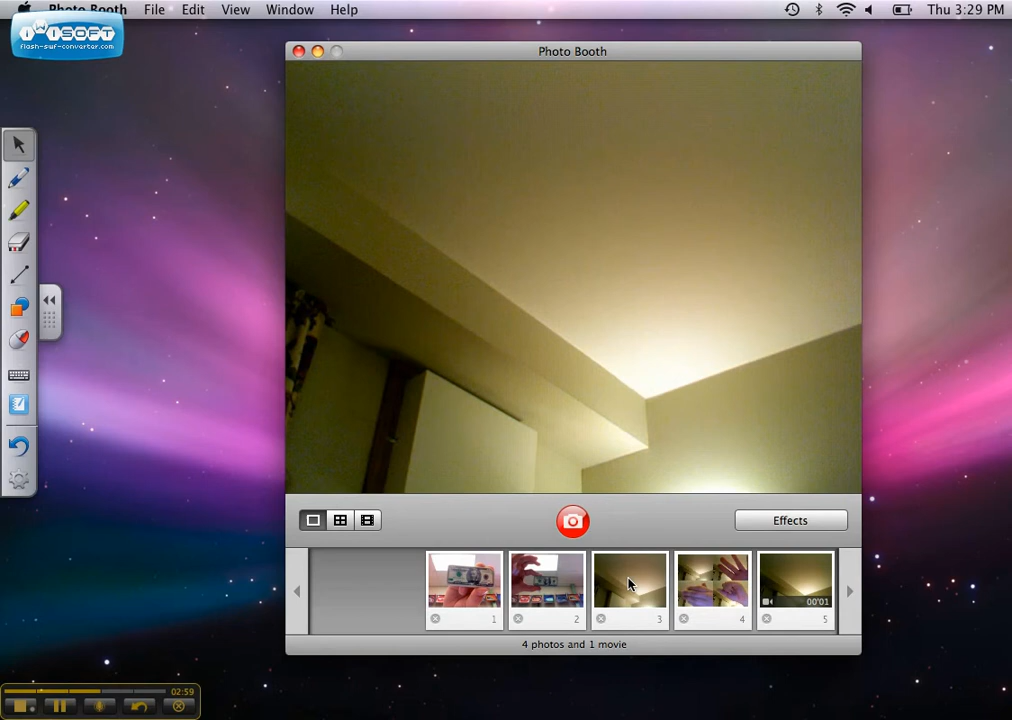 Photo Booth File Edit View Window Help Thu 3:29 PM
iWiSOFT
flash-swf-converter.com
Photo Booth
Effects
00'01
1 2 3 4 5
4 photos and 1 movie
02:59